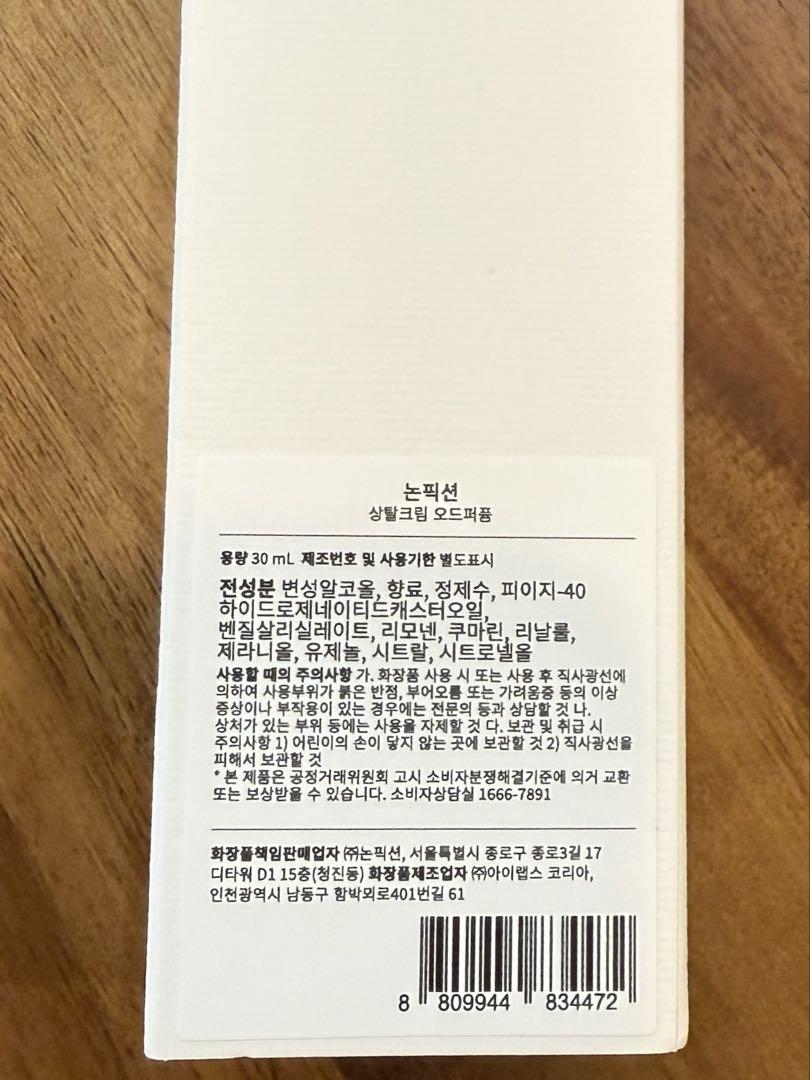 논픽션
상탈크림 오드퍼퓸
용량 30 mL 제조번호 및 사용기한 별도표시
전성분 변성알코올, 향료, 정제수, 피이지-40
하이드로제네이티드캐스터오일,
벤질살리실레이트, 리모넨, 쿠마린, 리날룰,
제라니올, 유제놀, 시트랄, 시트로넬올
사용할 때의 주의사항 가. 화장품 사용 시 또는 사용 후 직사광선에
의하여 사용부위가 붉은 반점, 부어오름 또는 가려움증 등의 이상
증상이나 부작용이 있는 경우에는 전문의 등과 상담할 것 나.
상처가 있는 부위 등에는 사용을 자제할 것 다. 보관 및 취급 시
주의사항 1) 어린이의 손이 닿지 않는 곳에 보관할 것 2) 직사광선을
피해서 보관할 것
* 본 제품은 공정거래위원회 고시 소비자분쟁해결기준에 의거 교환
또는 보상받을 수 있습니다. 소비자상담실 1666-7891
화장품책임판매업자 ㈜논픽션, 서울특별시 종로구 종로3길 17
디타워 D1 15층(청진동) 화장품제조업자 ㈜아이랩스 코리아,
인천광역시 남동구 함박뫼로401번길 61
8 809944 834472